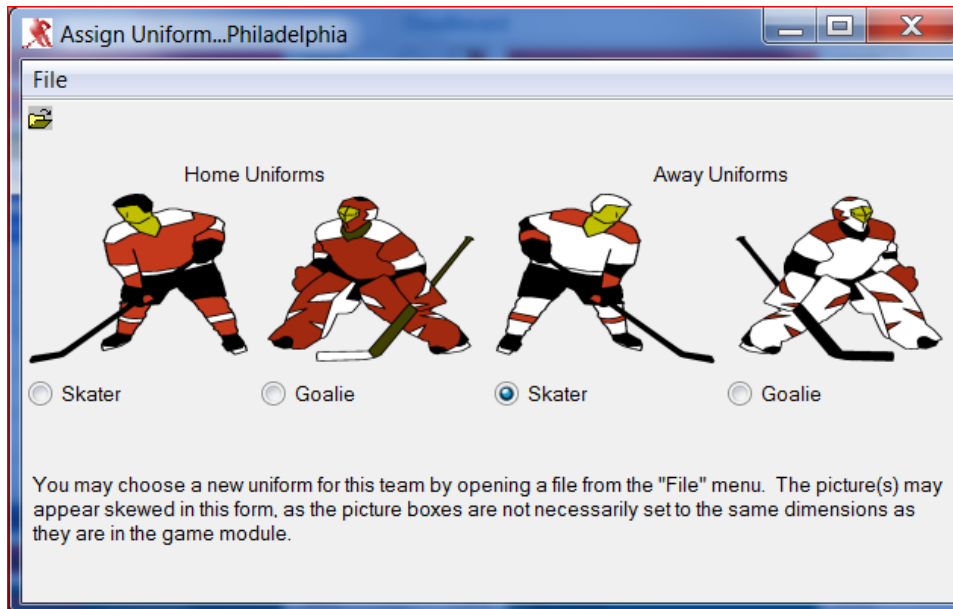 Assign Uniform...Philadelphia
File
Home Uniforms
Away Uniforms
Skater
Goalie
Skater
Goalie
You may choose a new uniform for this team by opening a file from the "File" menu.  The picture(s) may
appear skewed in this form, as the picture boxes are not necessarily set to the same dimensions as
they are in the game module.